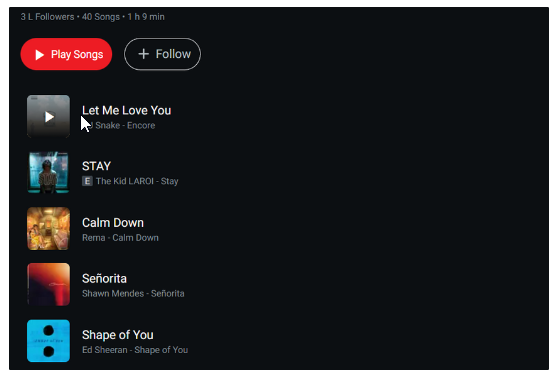 3 L Followers • 40 Songs • 1 h 9 min
Play Songs
Follow
Let Me Love You
Snake - Encore
STAY
E The Kid LAROI - Stay
Calm Down
Rema - Calm Down
Señorita
Shawn Mendes - Señorita
Shape of You
Ed Sheeran - Shape of You